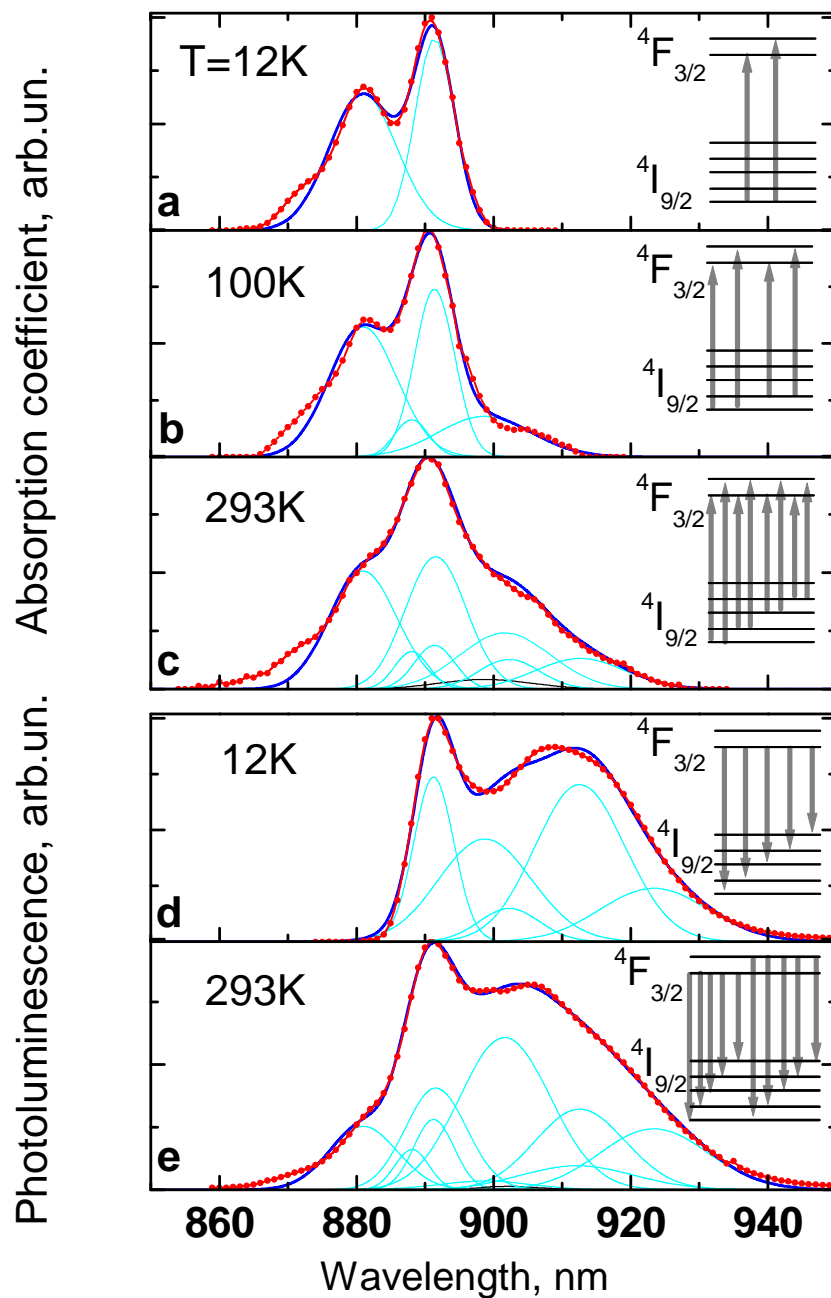 Absorption coefficient, arb.un.
T=12K
⁴F₃/₂
⁴I₉/₂
a
100K
⁴F₃/₂
⁴I₉/₂
b
293K
⁴F₃/₂
⁴I₉/₂
c
Photoluminescence, arb.un.
12K
⁴F₃/₂
⁴I₉/₂
d
293K
⁴F₃/₂
⁴I₉/₂
e
860 880 900 920 940
Wavelength, nm